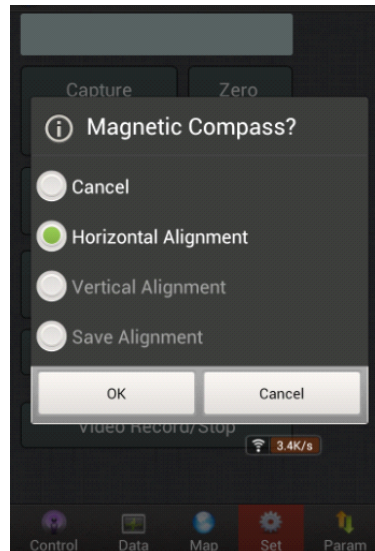 Capture
Zero
Magnetic Compass?
Cancel
Horizontal Alignment
Vertical Alignment
Save Alignment
OK
Cancel
Video Record/Stop
3.4K/s
Control
Data
Map
Set
Param